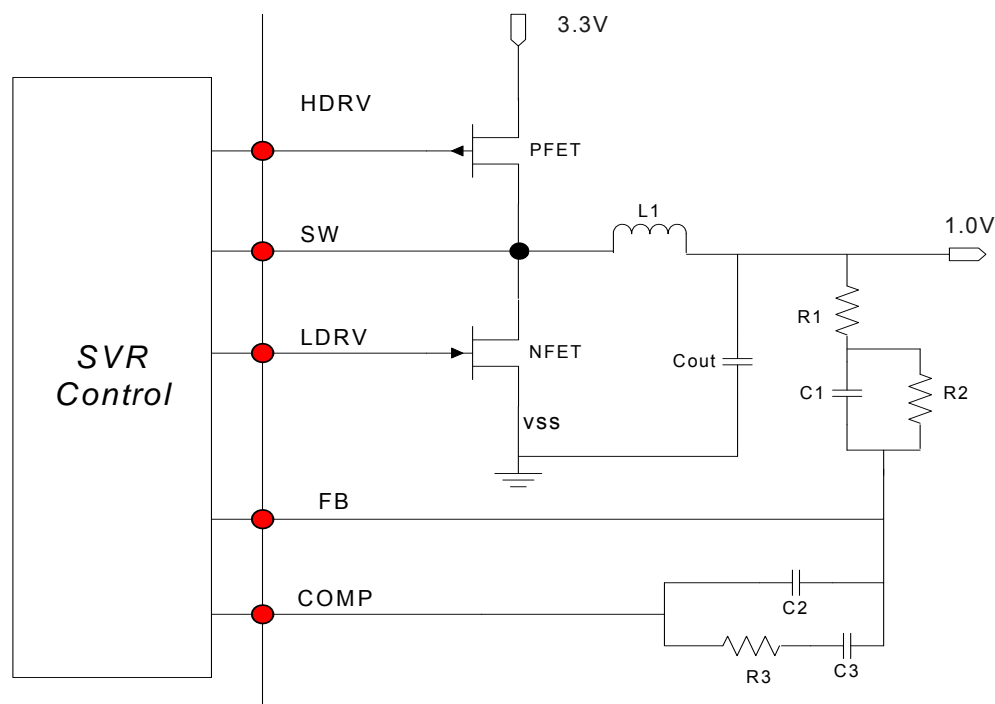 3.3V
HDRV
PFET
SW
L1
1.0V
R1
LDRV
NFET
Cout
SVR
Control
C1
R2
vss
FB
COMP
C2
R3
C3